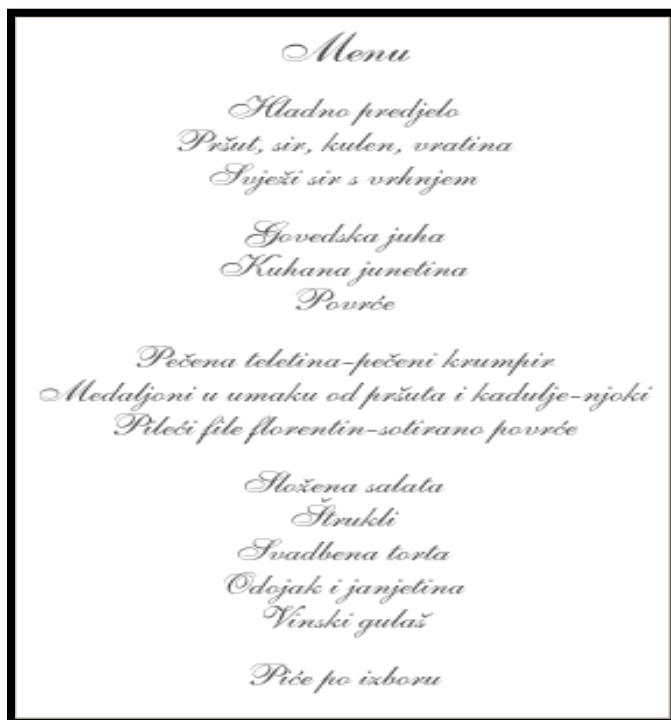 Menu
Hladno predjelo
Pršut, sir, kulen, vratina
Svježi sir s vrhnjem
Govedska juha
Kuhana junetina
Povrće
Pečena teletina-pečeni krumpir
Medaljoni u umaku od pršuta i kadulje-njoki
Pileći file florentin-sotirano povrće
Složena salata
Štrukli
Svadbena torta
Odojak i janjetina
Vinski gulaš
Piće po izboru